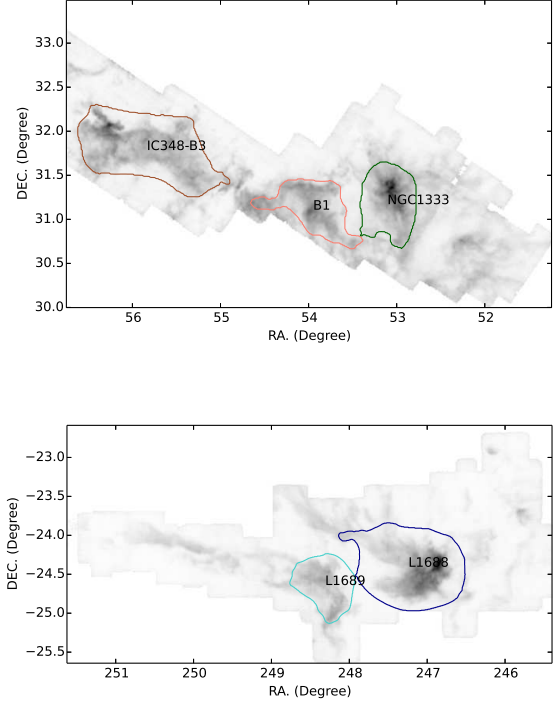 33.0
32.5
32.0
31.5
31.0
30.5
30.0
DEC. (Degree)
IC348-B3
B1
NGC1333
56 55 54 53 52
RA. (Degree)
−23.0
−23.5
−24.0
−24.5
−25.0
−25.5
DEC. (Degree)
L1688
L1689
251 250 249 248 247 246
RA. (Degree)